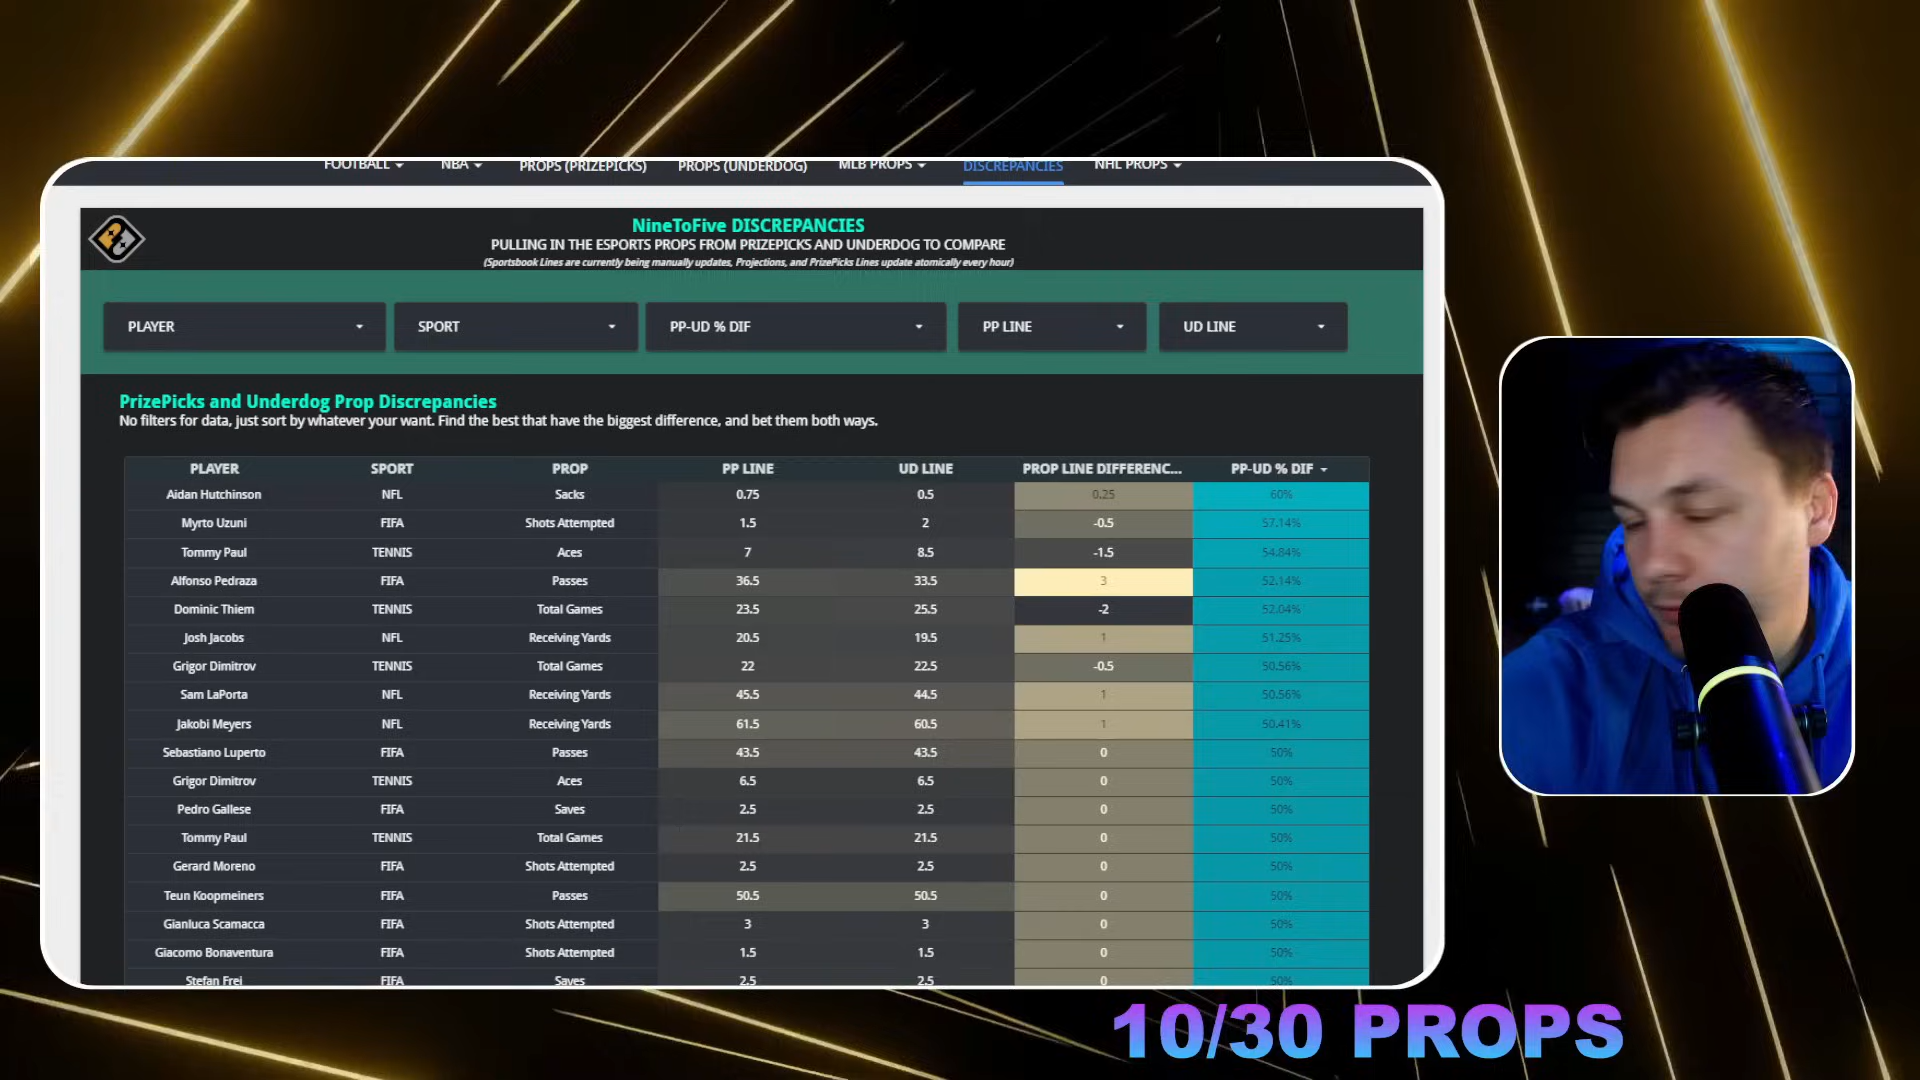 FOOTBALL NBA PROPS (PRIZEPICKS) PROPS (UNDERDOG) MLB PROPS DISCREPANCIES NHL PROPS
NineToFive DISCREPANCIES
PULLING IN THE ESPORTS PROPS FROM PRIZEPICKS AND UNDERDOG TO COMPARE
(Sportsbook Lines are currently being manually updates, Projections, and PrizePicks Lines update atomically every hour)
PLAYER SPORT PP-UD % DIF PP LINE UD LINE
PrizePicks and Underdog Prop Discrepancies
No filters for data, just sort by whatever your want. Find the best that have the biggest difference, and bet them both ways.
PLAYER SPORT PROP PP LINE UD LINE PROP LINE DIFFERENC... PP-UD % DIF
Aidan Hutchinson NFL Sacks 0.75 0.5 0.25 60%
Myrto Uzuni FIFA Shots Attempted 1.5 2 -0.5 57.14%
Tommy Paul TENNIS Aces 7 8.5 -1.5 54.84%
Alfonso Pedraza FIFA Passes 36.5 33.5 3 52.14%
Dominic Thiem TENNIS Total Games 23.5 25.5 -2 52.04%
Josh Jacobs NFL Receiving Yards 20.5 19.5 1 51.25%
Grigor Dimitrov TENNIS Total Games 22 22.5 -0.5 50.56%
Sam LaPorta NFL Receiving Yards 45.5 44.5 1 50.56%
Jakobi Meyers NFL Receiving Yards 61.5 60.5 1 50.41%
Sebastiano Luperto FIFA Passes 43.5 43.5 0 50%
Grigor Dimitrov TENNIS Aces 6.5 6.5 0 50%
Pedro Gallese FIFA Saves 2.5 2.5 0 50%
Tommy Paul TENNIS Total Games 21.5 21.5 0 50%
Gerard Moreno FIFA Shots Attempted 2.5 2.5 0 50%
Teun Koopmeiners FIFA Passes 50.5 50.5 0 50%
Gianluca Scamacca FIFA Shots Attempted 3 3 0 50%
Giacomo Bonaventura FIFA Shots Attempted 1.5 1.5 0 50%
Stefan Frei FIFA Saves 2.5 2.5 0 50%
10/30 PROPS